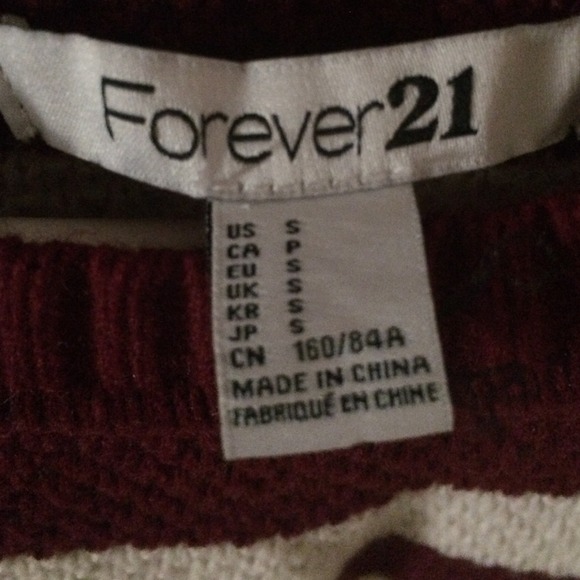 Forever21
US S
CA P
EU S
UK S
KR S
JP S
CN 160/84A
MADE IN CHINA
FABRIQUÉ EN CHINE